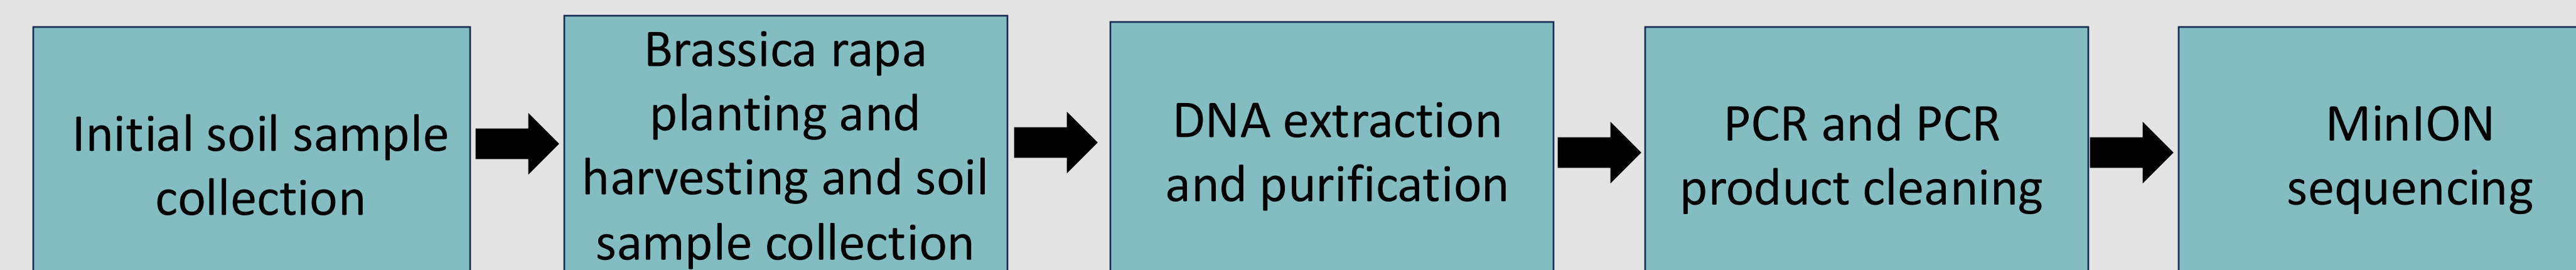 Initial soil sample
collection
Brassica rapa
planting and
harvesting and soil
sample collection
DNA extraction
and purification
PCR and PCR
product cleaning
MinION
sequencing